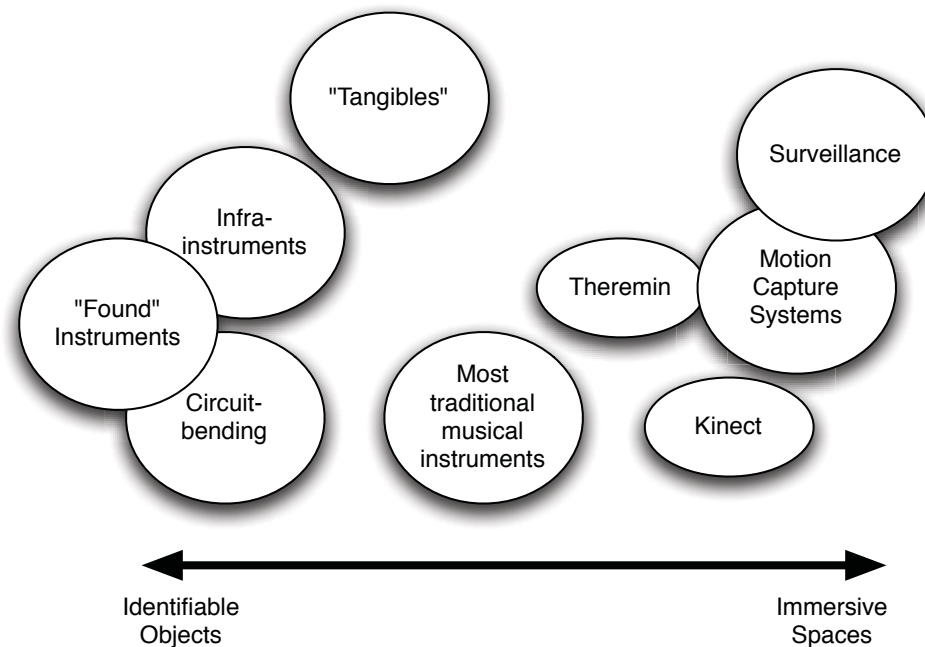 "Tangibles"
Surveillance
Infra-
instruments
"Found"
Instruments
Theremin
Motion
Capture
Systems
Circuit-
bending
Most
traditional
musical
instruments
Kinect
Identifiable
Objects
Immersive
Spaces